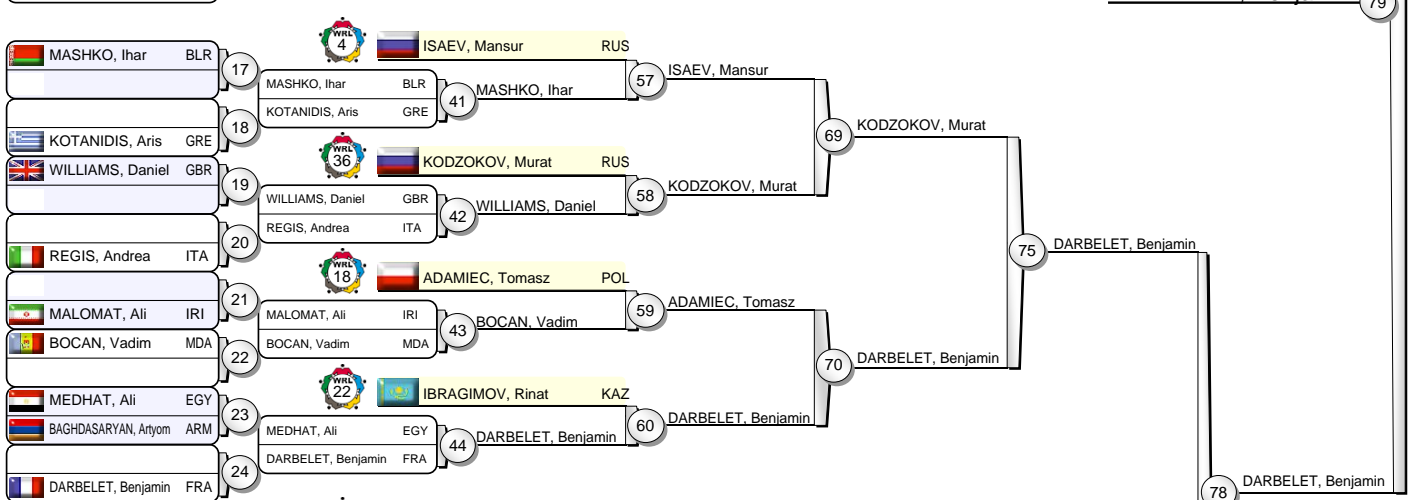 79
WRL
4
ISAEV, Mansur RUS
MASHKO, Ihar BLR
17
MASHKO, Ihar BLR
KOTANIDIS, Aris GRE
41
MASHKO, Ihar
57
ISAEV, Mansur
18
KOTANIDIS, Aris GRE
WRL
36
KODZOKOV, Murat RUS
69
KODZOKOV, Murat
WILLIAMS, Daniel GBR
19
WILLIAMS, Daniel GBR
REGIS, Andrea ITA
42
WILLIAMS, Daniel
58
KODZOKOV, Murat
20
REGIS, Andrea ITA
75
DARBELET, Benjamin
WRL
18
ADAMIEC, Tomasz POL
21
MALOMAT, Ali IRI
MALOMAT, Ali IRI
BOCAN, Vadim MDA
43
BOCAN, Vadim
59
ADAMIEC, Tomasz
BOCAN, Vadim MDA
22
70
DARBELET, Benjamin
WRL
22
IBRAGIMOV, Rinat KAZ
MEDHAT, Ali EGY
23
BAGHDASARYAN, Artyom ARM
MEDHAT, Ali EGY
DARBELET, Benjamin FRA
44
DARBELET, Benjamin
60
DARBELET, Benjamin
24
DARBELET, Benjamin FRA
78
DARBELET, Benjamin